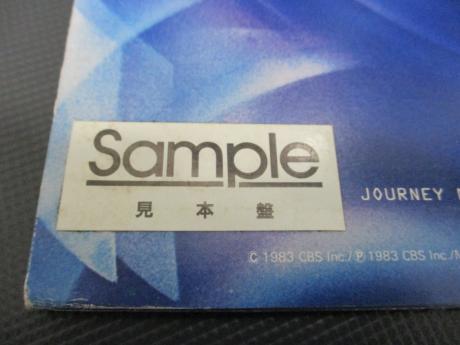 Sample
見本盤
JOURNEY
© 1983 CBS Inc./℗ 1983 CBS Inc./